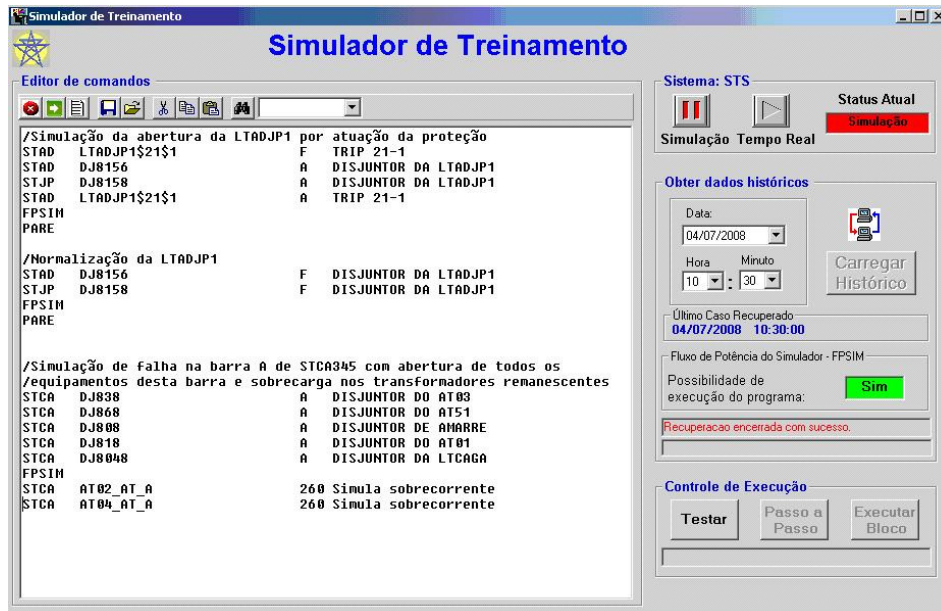 Simulador de Treinamento
Simulador de Treinamento
Editor de comandos
/Simulação da abertura da LTADJP1 por atuação da proteção
STAD LTADJP1$21$1 F TRIP 21-1
STAD DJ8156 A DISJUNTOR DA LTADJP1
STJP DJ8158 A DISJUNTOR DA LTADJP1
STAD LTADJP1$21$1 A TRIP 21-1
FPSIM
PARE
/Normalização da LTADJP1
STAD DJ8156 F DISJUNTOR DA LTADJP1
STJP DJ8158 F DISJUNTOR DA LTADJP1
FPSIM
PARE
/Simulação de falha na barra A de STCA345 com abertura de todos os
/equipamentos desta barra e sobrecarga nos transformadores remanescentes
STCA DJ838 A DISJUNTOR DO AT03
STCA DJ868 A DISJUNTOR DO AT51
STCA DJ808 A DISJUNTOR DE AMARRE
STCA DJ818 A DISJUNTOR DO AT01
STCA DJ8048 A DISJUNTOR DA LTCAGA
FPSIM
STCA AT02_AT_A 260 Simula sobrecorrente
STCA AT04_AT_A 260 Simula sobrecorrente
Sistema: STS
Status Atual
Simulação
Simulação Tempo Real
Obter dados históricos
Data:
04/07/2008
Hora Minuto
10 : 30
Carregar
Histórico
Último Caso Recuperado
04/07/2008 10:30:00
Fluxo de Potência do Simulador - FPSIM
Possibilidade de
execução do programa:
Sim
Recuperacao encerrada com sucesso.
Controle de Execução
Testar
Passo a
Passo
Executar
Bloco